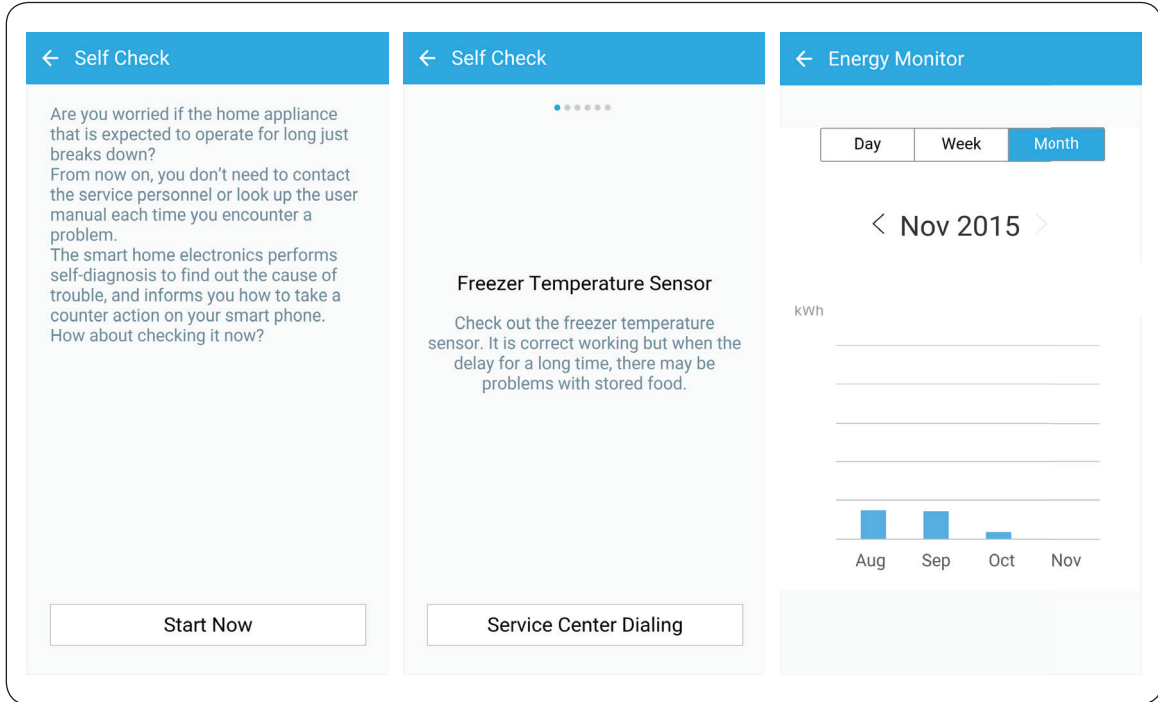 Self Check
Are you worried if the home appliance
that is expected to operate for long just
breaks down?
From now on, you don’t need to contact
the service personnel or look up the user
manual each time you encounter a
problem.
The smart home electronics performs
self-diagnosis to find out the cause of
trouble, and informs you how to take a
counter action on your smart phone.
How about checking it now?
Start Now
Self Check
Freezer Temperature Sensor
Check out the freezer temperature
sensor. It is correct working but when the
delay for a long time, there may be
problems with stored food.
Service Center Dialing
Energy Monitor
Day Week Month
Nov 2015
kWh
Aug Sep Oct Nov